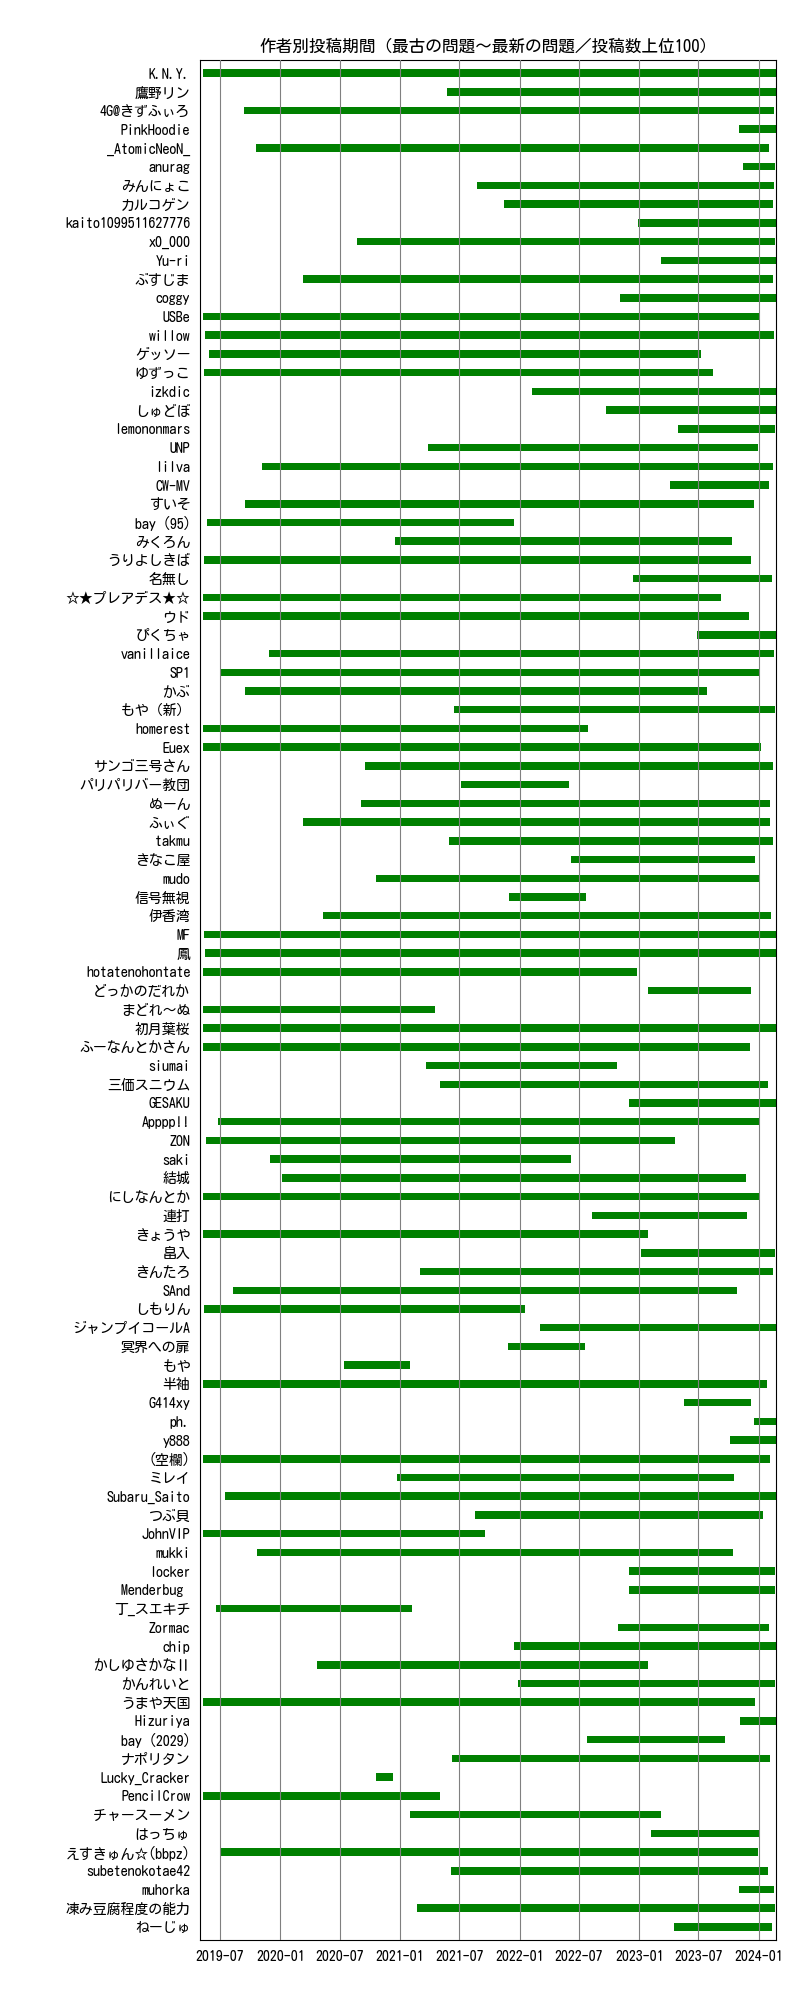 作者別投稿期間（最古の問題～最新の問題／投稿数上位100）
K.N.Y.
鷹野リン
4G@きずふぃろ
PinkHoodie
_AtomicNeoN_
anurag
みんにょこ
カルコゲン
kaito1099511627776
x0_000
Yu-ri
ぶすじま
coggy
USBe
willow
ゲッソー
ゆずっこ
izkdic
しゅどぼ
lemononmars
UNP
lilva
CW-MV
すいそ
bay (95)
みくろん
うりよしきば
名無し
☆★プレアデス★☆
ウド
ぴくちゃ
vanillaice
SP1
かぶ
もや（新）
homerest
Euex
サンゴ三号さん
パリパリバー教団
ぬーん
ふぃぐ
takmu
きなこ屋
mudo
信号無視
伊香湾
MF
鳳
hotatenohontate
どっかのだれか
まどれ～ぬ
初月葉桜
ふーなんとかさん
siumai
三価スニウム
GESAKU
Appppll
ZON
saki
結城
にしなんとか
連打
きょうや
畠入
きんたろ
SAnd
しもりん
ジャンプイコールA
冥界への扉
もや
半袖
G414xy
ph.
y888
(空欄)
ミレイ
Subaru_Saito
つぶ貝
JohnVIP
mukki
locker
Menderbug
丁_スエキチ
Zormac
chip
かしゆさかなII
かんれいと
うまや天国
Hizuriya
bay (2029)
ナポリタン
Lucky_Cracker
PencilCrow
チャースーメン
はっちゅ
えすきゅん☆(bbpz)
subetenokotae42
muhorka
凍み豆腐程度の能力
ねーじゅ
2019-07 2020-01 2020-07 2021-01 2021-07 2022-01 2022-07 2023-01 2023-07 2024-01